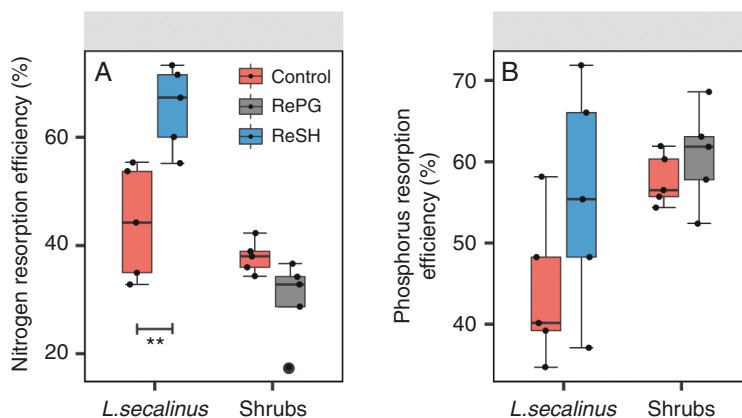 A
Nitrogen resorption efficiency (%)
60
40
20
Control
RePG
ReSH
**
L.secalinus
Shrubs
B
Phosphorus resorption
efficiency (%)
70
60
50
40
L.secalinus
Shrubs